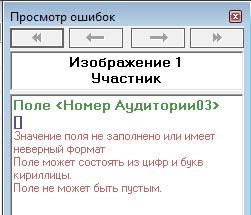 Просмотр ошибок
Изображение 1
Участник
Поле <Номер Аудитории03>
[]
Значение поля не заполнено или имеет
неверный формат
Поле может состоять из цифр и букв
кириллицы.
Поле не может быть пустым.